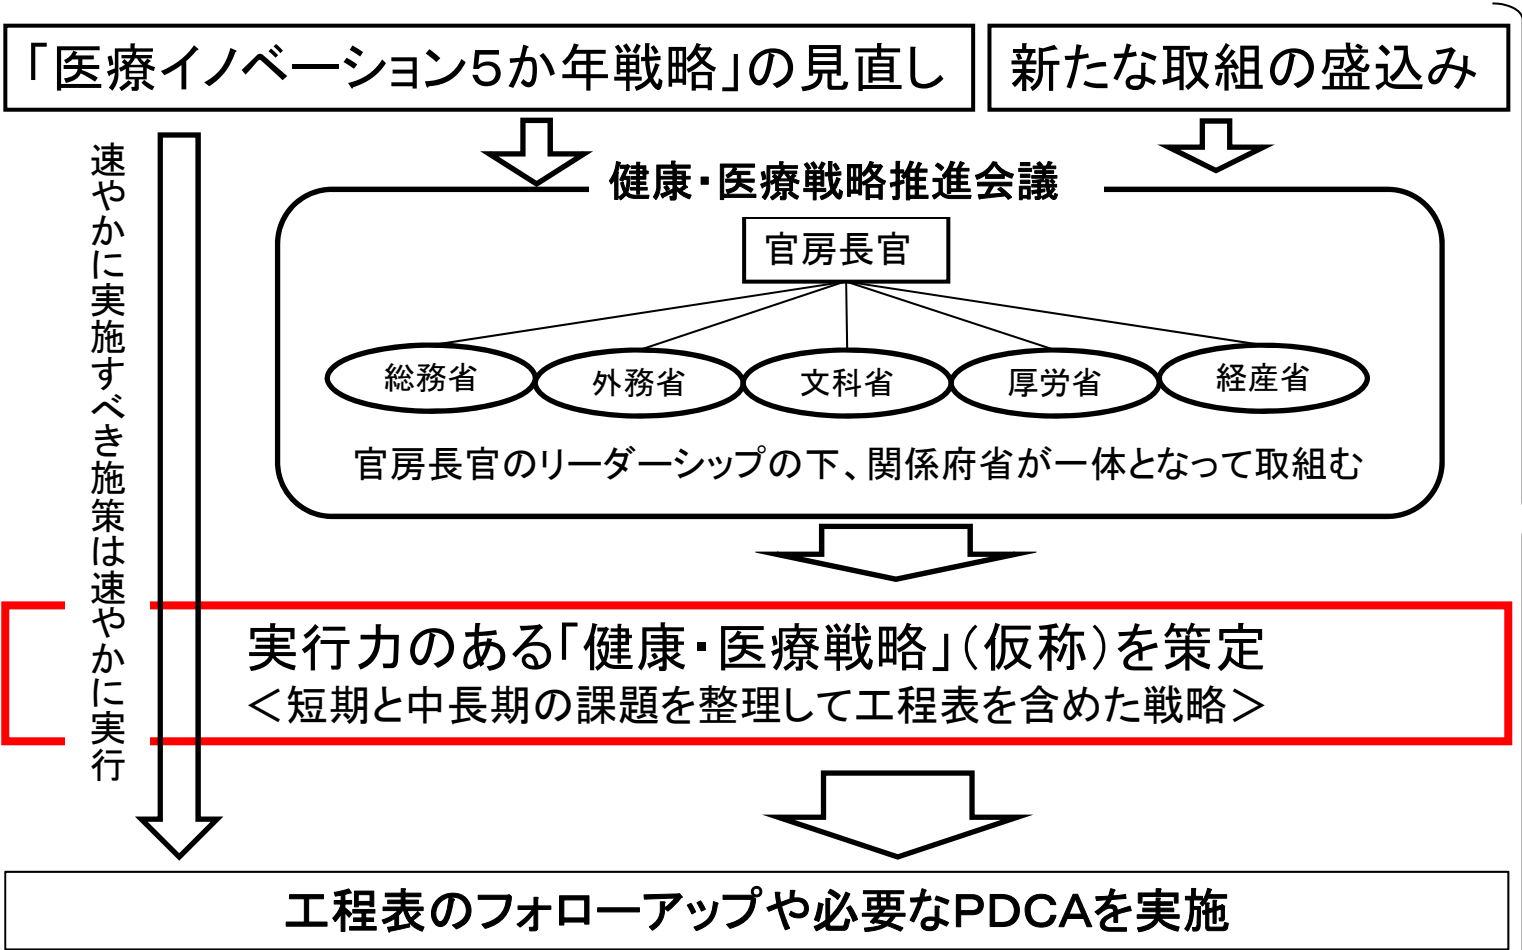 「医療イノベーション５か年戦略」の見直し
新たな取組の盛込み
速やかに実施すべき施策は速やかに実行
健康・医療戦略推進会議
官房長官
総務省
外務省
文科省
厚労省
経産省
官房長官のリーダーシップの下、関係府省が一体となって取組む
実行力のある「健康・医療戦略」（仮称）を策定
＜短期と中長期の課題を整理して工程表を含めた戦略＞
工程表のフォローアップや必要なPDCAを実施